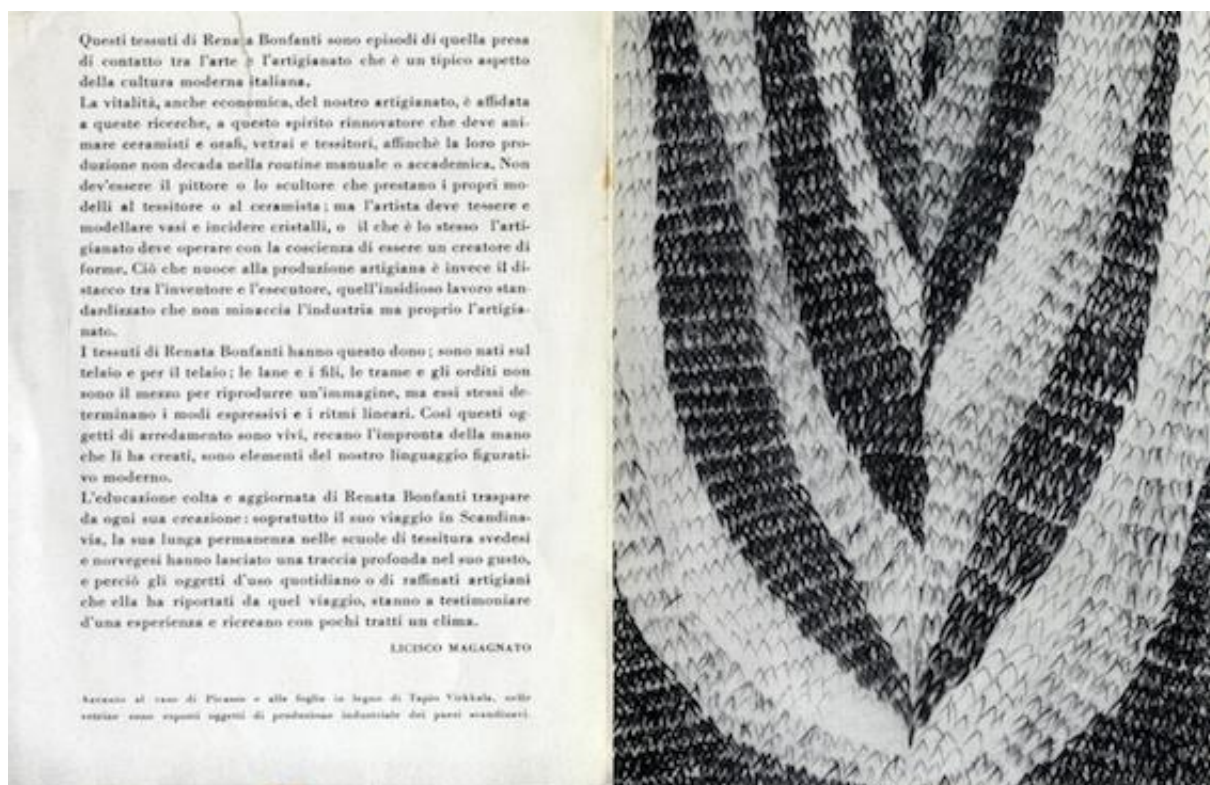 Questi tessuti di Renata Bonfanti sono episodi di quella presa
di contatto tra l'arte e l'artigianato che è un tipico aspetto
della cultura moderna italiana.
La vitalità, anche economica, del nostro artigianato, è affidata
a queste ricerche, a questo spirito rinnovatore che deve ani-
mare ceramisti e orafi, vetrai e tessitori, affinchè la loro pro-
duzione non decada nella routine manuale o accademica. Non
dev'essere il pittore o lo scultore che prestano i propri mo-
delli al tessitore o al ceramista; ma l'artista deve tessere e
modellare vasi e incidere cristalli, o il che è lo stesso l'arti-
gianato deve operare con la coscienza di essere un creatore di
forme. Ciò che nuoce alla produzione artigiana è invece il di-
stacco tra l'inventore e l'esecutore, quell'insidioso lavoro stan-
dardizzato che non minaccia l'industria ma proprio l'artigia-
nato.
I tessuti di Renata Bonfanti hanno questo dono; sono nati sul
telaio e per il telaio; le lane e i fili, le trame e gli orditi non
sono il mezzo per riprodurre un'immagine, ma essi stessi de-
terminano i modi espressivi e i ritmi lineari. Così questi og-
getti di arredamento sono vivi, recano l'impronta della mano
che li ha creati, sono elementi del nostro linguaggio figurati-
vo moderno.
L'educazione colta e aggiornata di Renata Bonfanti traspare
da ogni sua creazione: sopratutto il suo viaggio in Scandina-
via, la sua lunga permanenza nelle scuole di tessitura svedesi
e norvegesi hanno lasciato una traccia profonda nel suo gusto,
e perciò gli oggetti d'uso quotidiano o di raffinati artigiani
che ella ha riportati da quel viaggio, stanno a testimoniare
d'una esperienza e ricreano con pochi tratti un clima.
LICISCO MAGAGNATO
Accanto al vaso di Picasso e alle foglie in legno di Tapio Virkkala, nelle
vetrine sono esposti oggetti di produzione industriale dei paesi scandinavi.